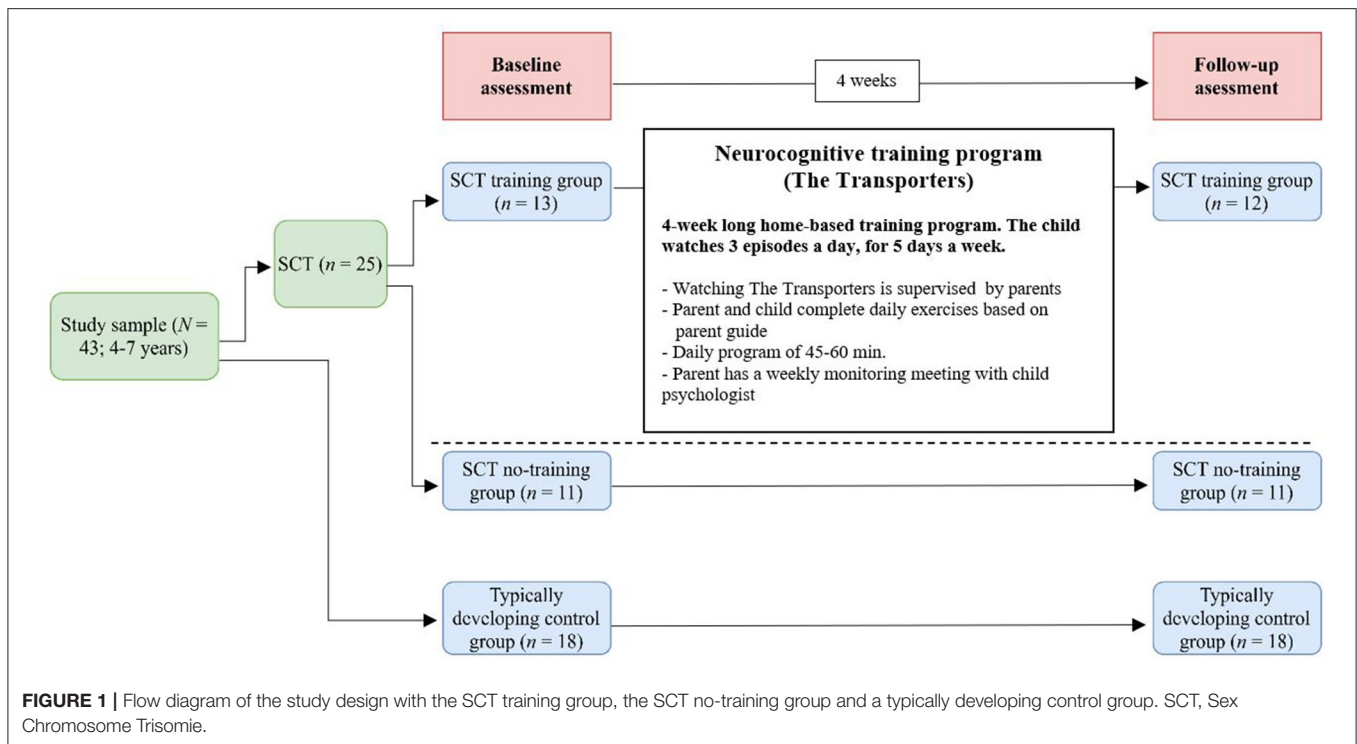 Baseline
assessment
4 weeks
Follow-up
asessment
Neurocognitive training program
(The Transporters)
4-week long home-based training program. The child
watches 3 episodes a day, for 5 days a week.
- Watching The Transporters is supervised by parents
- Parent and child complete daily exercises based on
parent guide
- Daily program of 45-60 min.
- Parent has a weekly monitoring meeting with child
psychologist
SCT training group
(n = 13)
SCT training group
(n = 12)
SCT (n = 25)
Study sample (N =
43; 4-7 years)
SCT no-training
group (n = 11)
SCT no-training
group (n = 11)
Typically
developing control
group (n = 18)
Typically
developing control
group (n = 18)
FIGURE 1 | Flow diagram of the study design with the SCT training group, the SCT no-training group and a typically developing control group. SCT, Sex
Chromosome Trisomie.